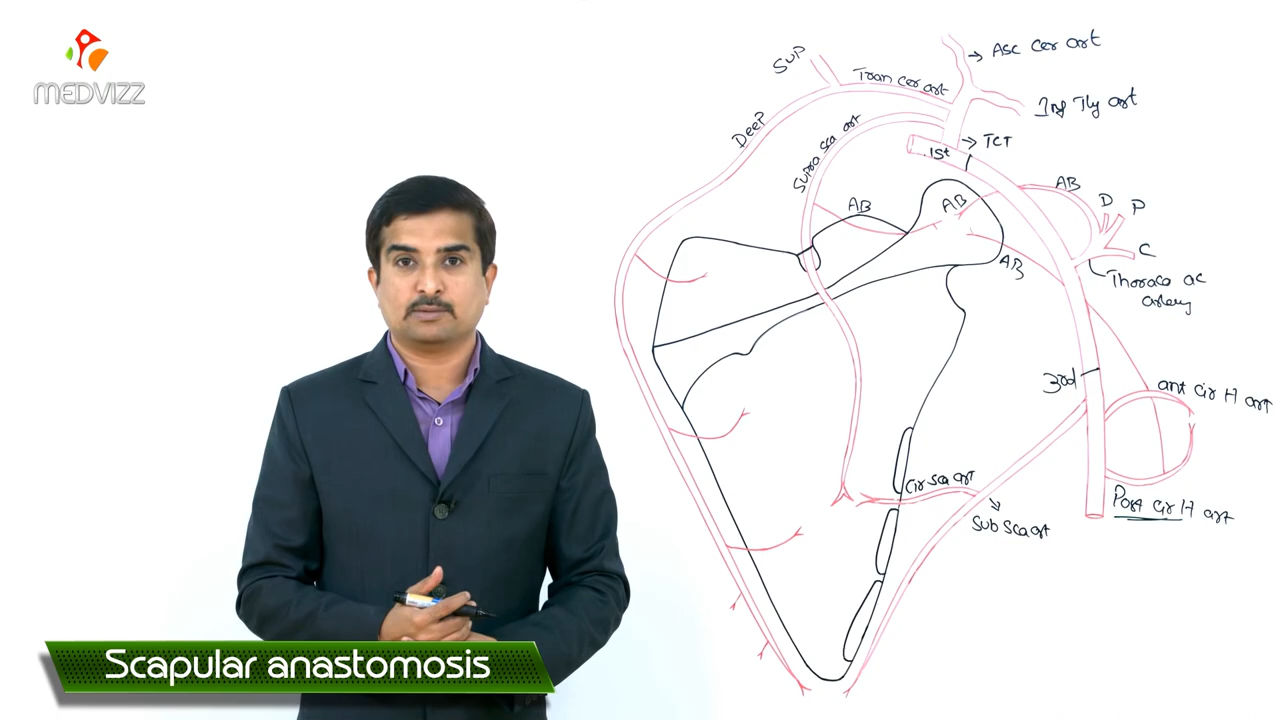 MEDVIZZ
Asc cer art
Inf Thy art
SUP
Tran cer art
DeeP
Supra sca art
TCT
1st
AB
D
P
C
AB
AB
AB
Thoraco ac
artery
3rd
ant cir H art
Cir sca art
Post cir H art
Sub Sca art
Scapular anastomosis